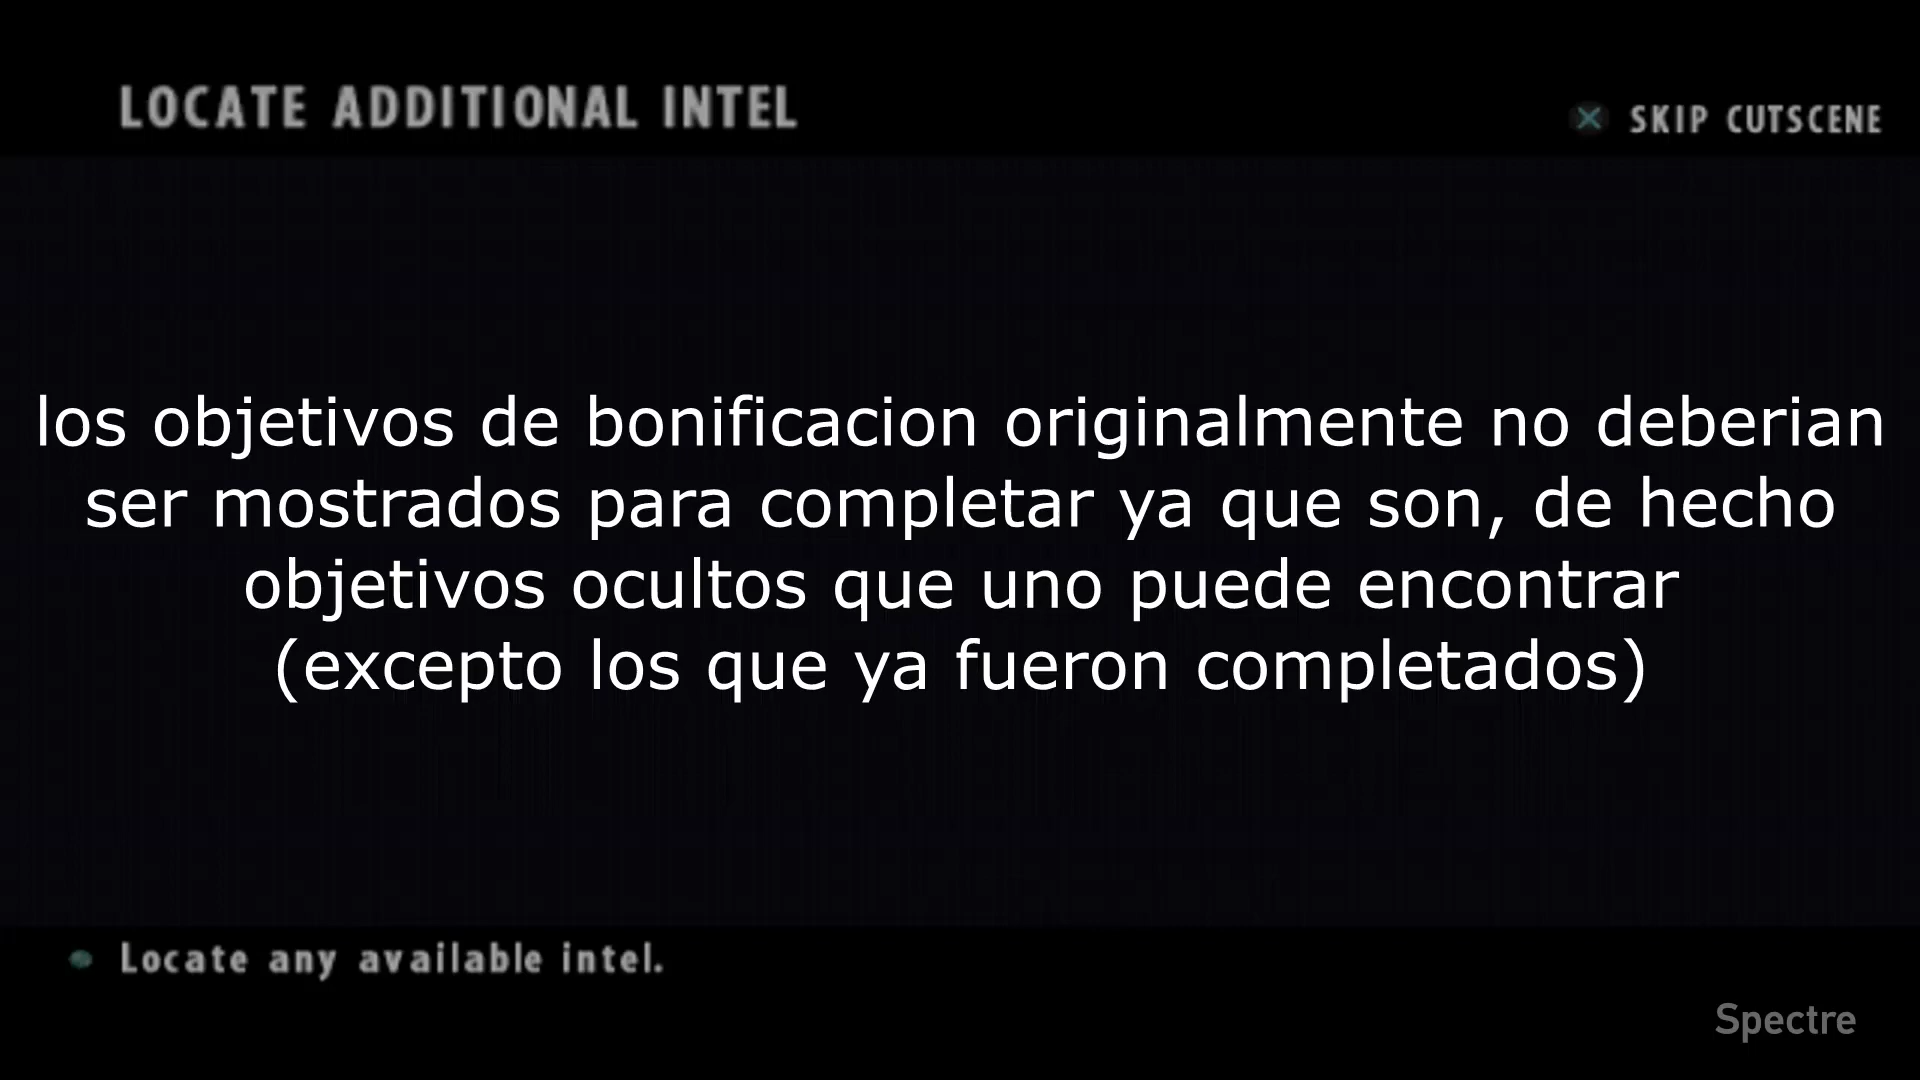 LOCATE ADDITIONAL INTEL
SKIP CUTSCENE
los objetivos de bonificacion originalmente no deberian
ser mostrados para completar ya que son, de hecho
objetivos ocultos que uno puede encontrar
(excepto los que ya fueron completados)
Locate any available intel.
Spectre